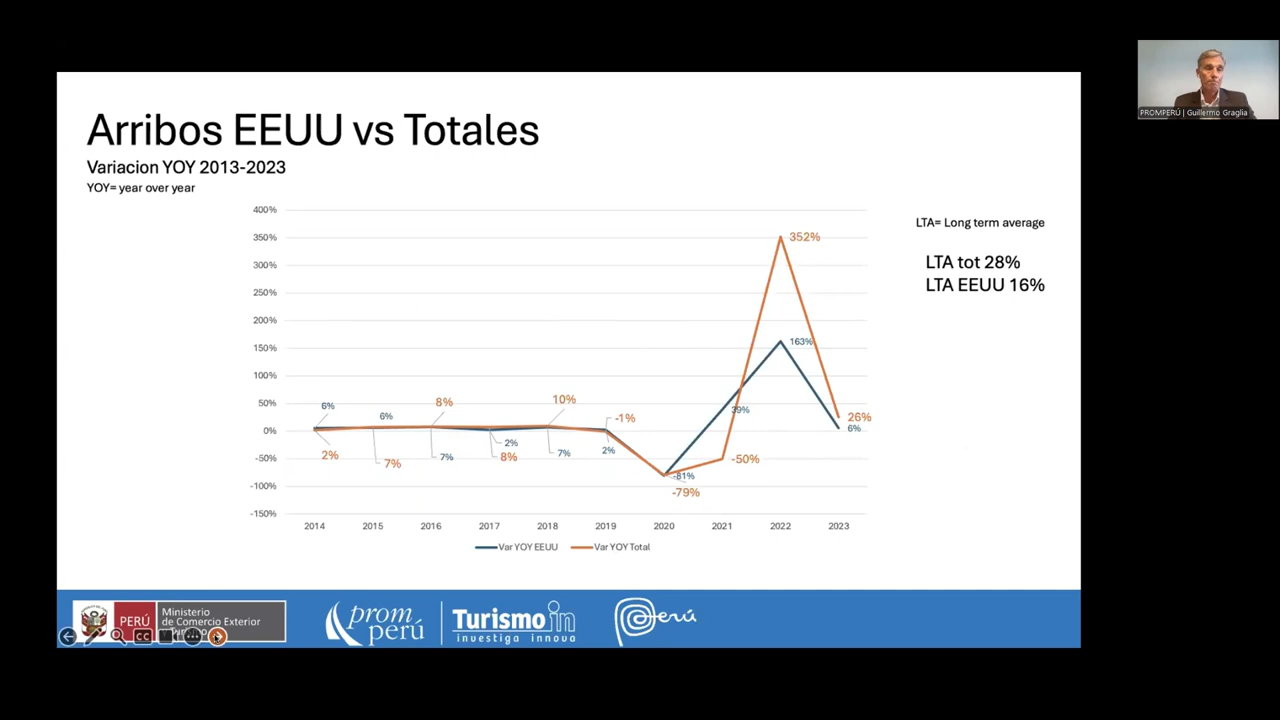 PROMPERÚ | Guillermo Graglia
Arribos EEUU vs Totales
Variacion YOY 2013-2023
YOY= year over year
LTA= Long term average
LTA tot 28%
LTA EEUU 16%
400%
350%
300%
250%
200%
150%
100%
50%
0%
-50%
-100%
-150%
352%
163%
39%
26%
6%
6%
6%
8%
10%
-1%
2%
7%
7%
2%
8%
7%
2%
-81%
-79%
-50%
2014 2015 2016 2017 2018 2019 2020 2021 2022 2023
Var YOY EEUU Var YOY Total
PERÚ
Ministerio
de Comercio Exterior
CC
prom
perú
Turismo in
investiga innova
Perú